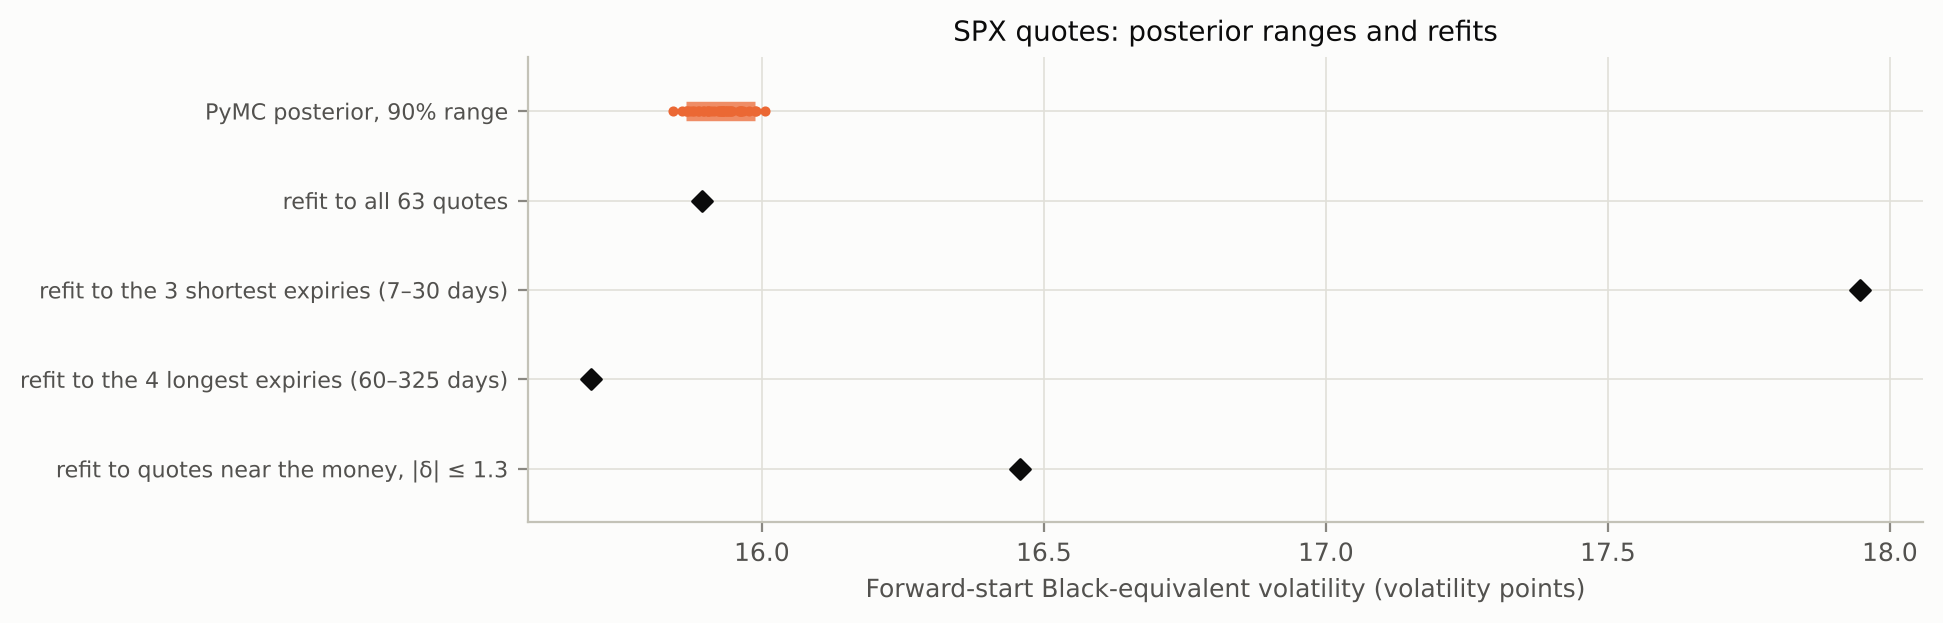 SPX quotes: posterior ranges and refits
PyMC posterior, 90% range
refit to all 63 quotes
refit to the 3 shortest expiries (7–30 days)
refit to the 4 longest expiries (60–325 days)
refit to quotes near the money, |δ| ≤ 1.3
16.0 16.5 17.0 17.5 18.0
Forward-start Black-equivalent volatility (volatility points)